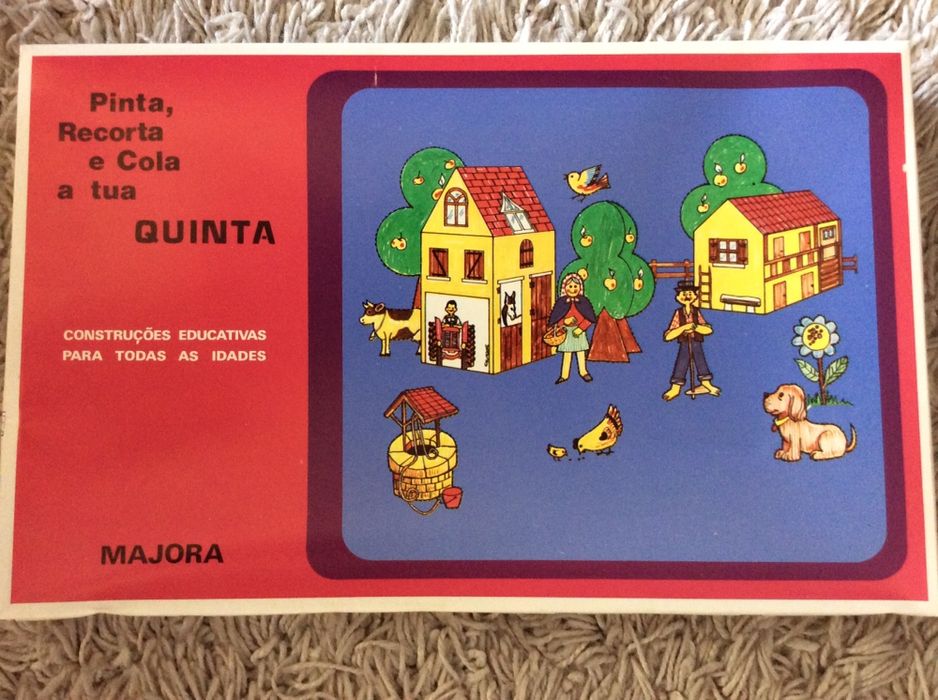 Pinta,
Recorta
e Cola
a tua
QUINTA
CONSTRUÇÕES EDUCATIVAS
PARA TODAS AS IDADES
MAJORA